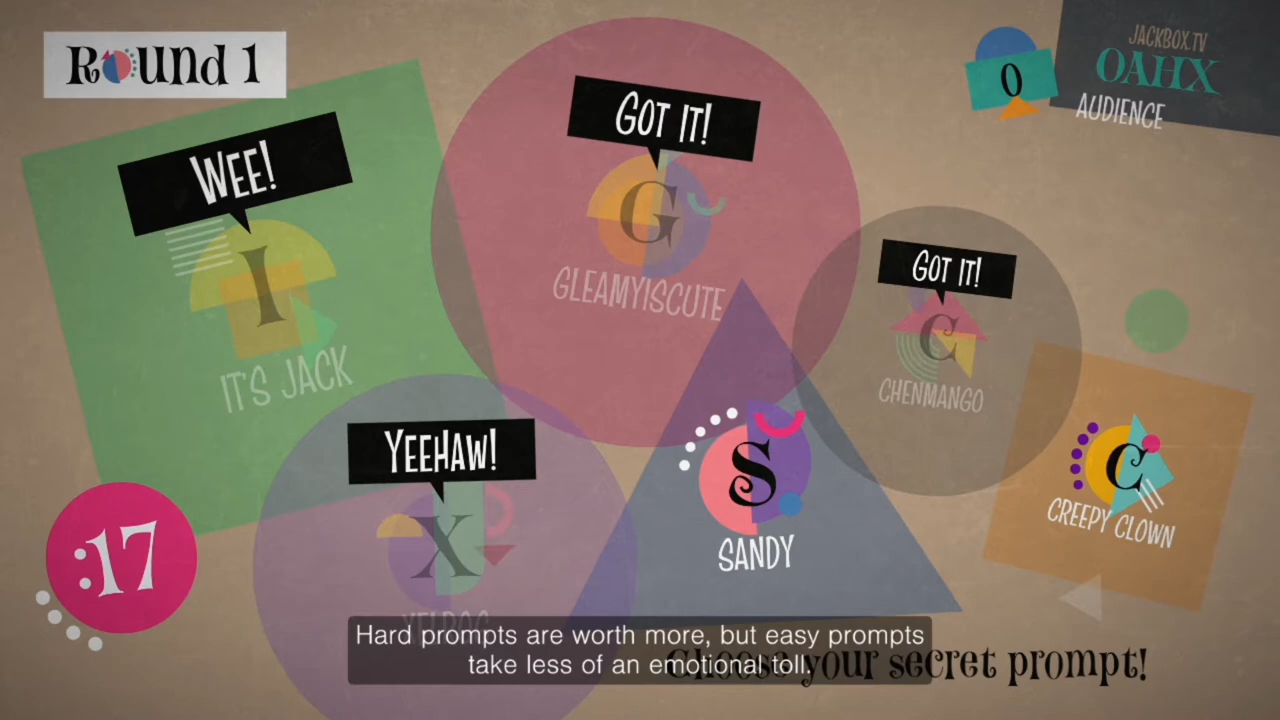 Round 1
JACKBOX.TV
OAHX
0
AUDIENCE
WEE!
I
IT'S JACK
GOT IT!
G
GLEAMYISCUTE
GOT IT!
C
CHENMANGO
YEEHAW!
X
S
SANDY
C
CREEPY CLOWN
:17
Hard prompts are worth more, but easy prompts
take less of an emotional toll.
Choose your secret prompt!